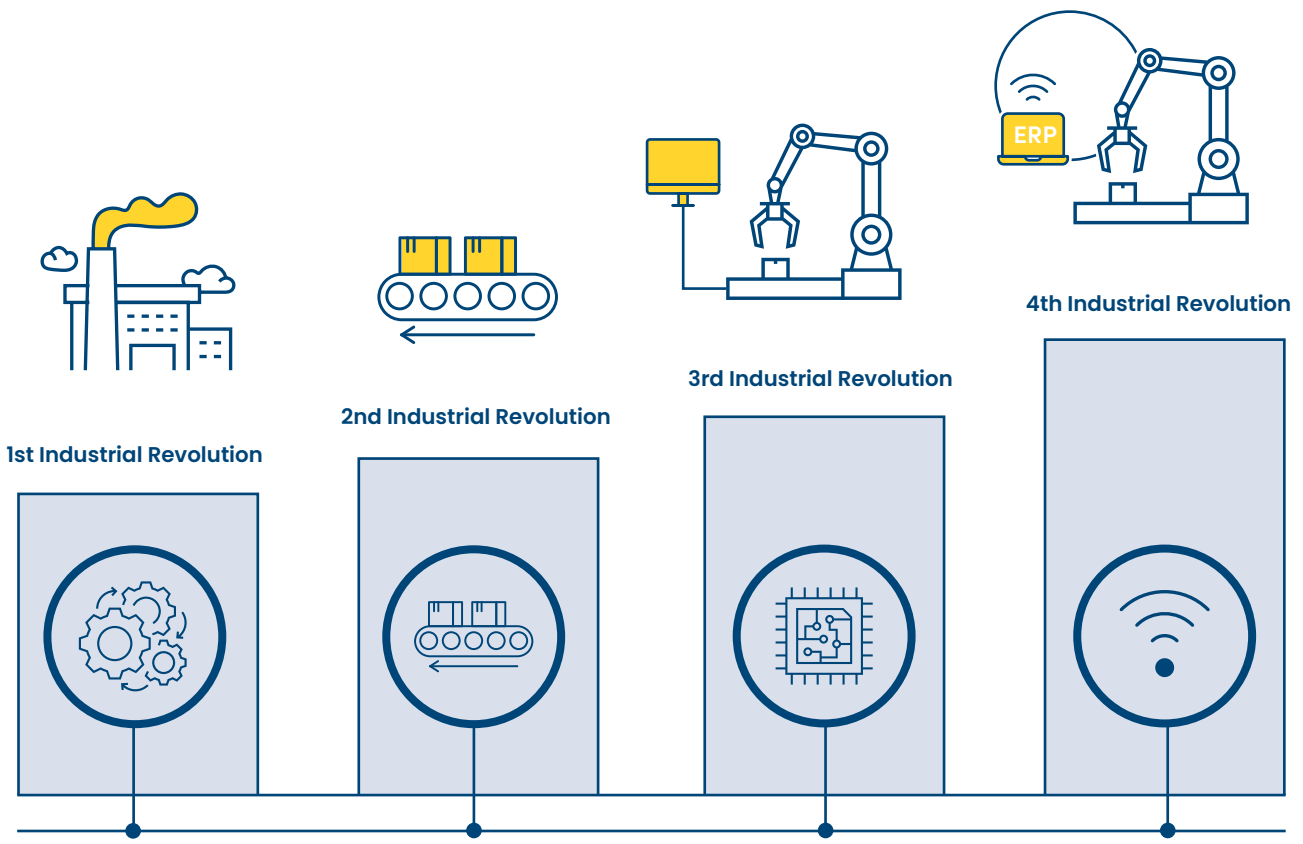 1st Industrial Revolution
2nd Industrial Revolution
3rd Industrial Revolution
4th Industrial Revolution
ERP